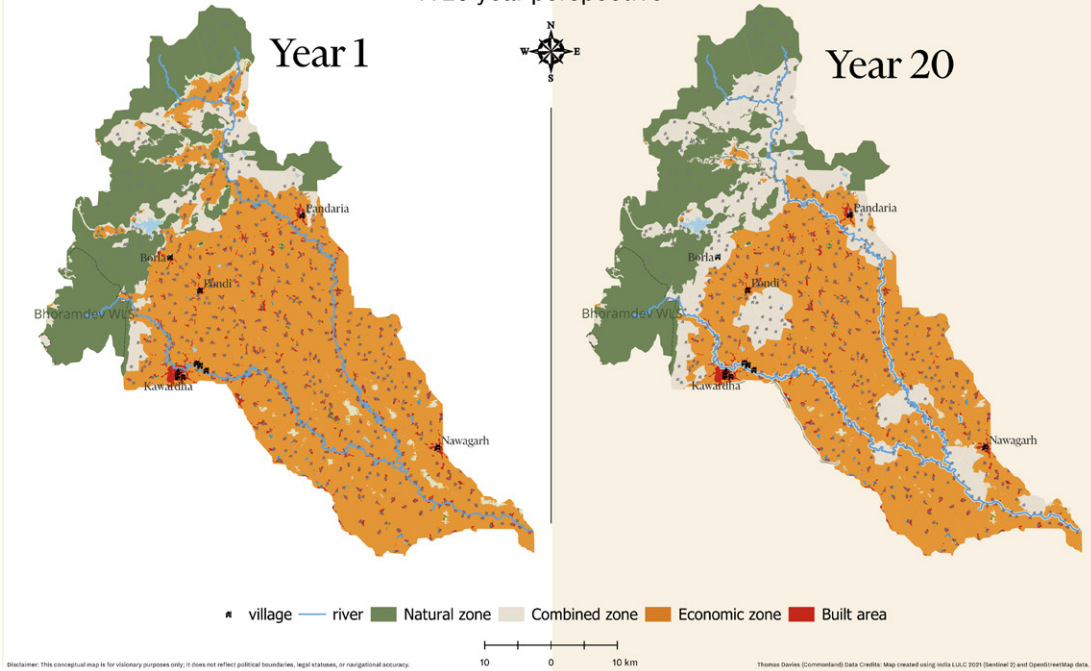 A 20 year perspective
Year 1
N
W E
S
Year 20
Pandaria
Borla
Pondi
Bhoramdev WLS
Kawardha
Nawagarh
Pandaria
Borla
Pondi
Bhoramdev WLS
Kawardha
Nawagarh
village river Natural zone Combined zone Economic zone Built area
10 0 10 km
Disclaimer: This conceptual map is for visionary purposes only; it does not reflect political boundaries, legal statuses, or navigational accuracy.
Thomas Davies (Commonland) Data Credits: Map created using India LULC 2021 (Sentinel 2) and OpenStreetMap data.